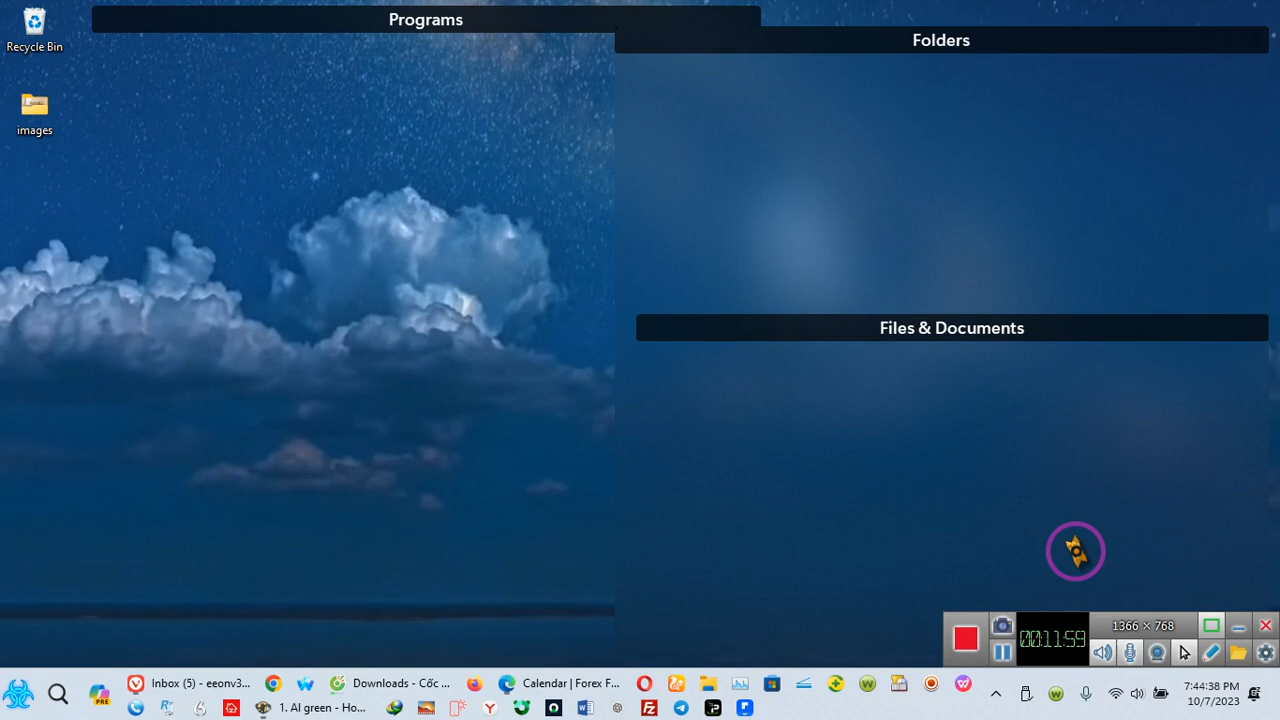 Programs
Folders
Recycle Bin
images
Files & Documents
00:11:59
1366 × 768
PRE
Inbox (5) - eeonv3...
Downloads - Cốc ...
Calendar | Forex F...
1. AI green - Ho...
7:44:38 PM
10/7/2023